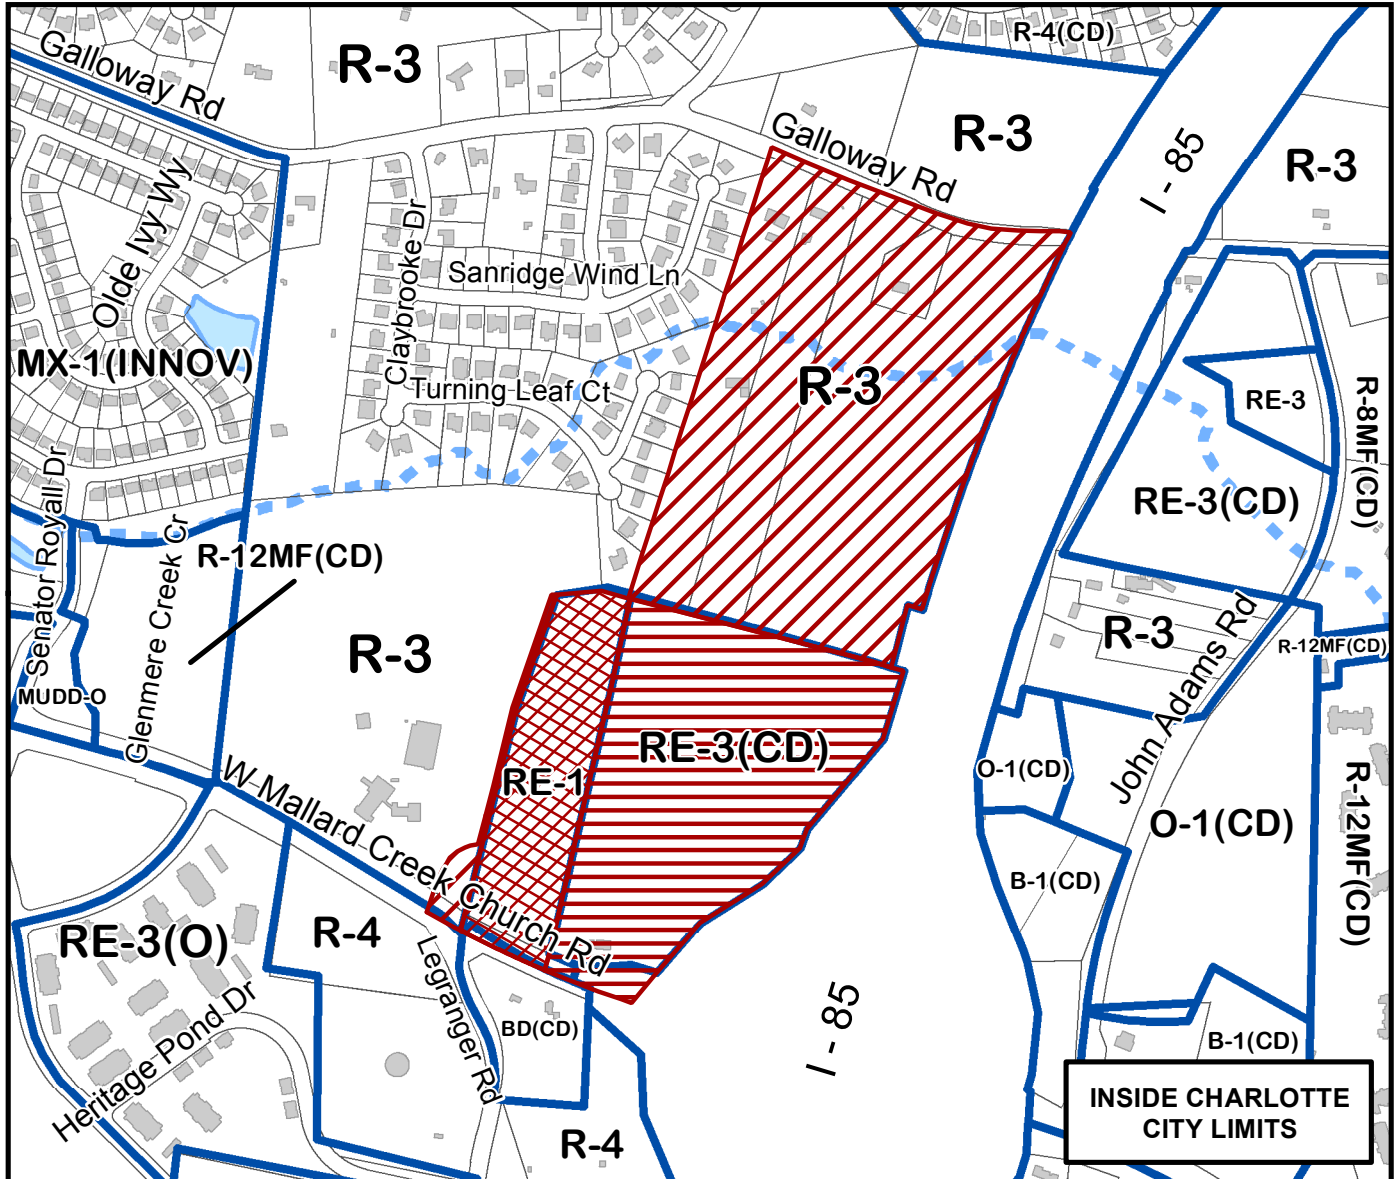 R-4(CD)
Galloway Rd
R-3
R-3
Galloway Rd
I - 85
R-3
Olde Ivy Wy
Claybrooke Dr
Sanridge Wind Ln
MX-1(INNOV)
Turning Leaf Ct
R-3
RE-3
R-8MF(CD)
RE-3(CD)
Senator Royall Dr
Glenmere Creek Cr
R-12MF(CD)
R-3
R-3
John Adams Rd
R-12MF(CD)
MUDD-O
RE-3(CD)
RE-1
O-1(CD)
W Mallard Creek Church Rd
O-1(CD)
R-12MF(CD)
B-1(CD)
RE-3(O)
R-4
Legranger Rd
Heritage Pond Dr
BD(CD)
I - 85
B-1(CD)
R-4
INSIDE CHARLOTTE
CITY LIMITS